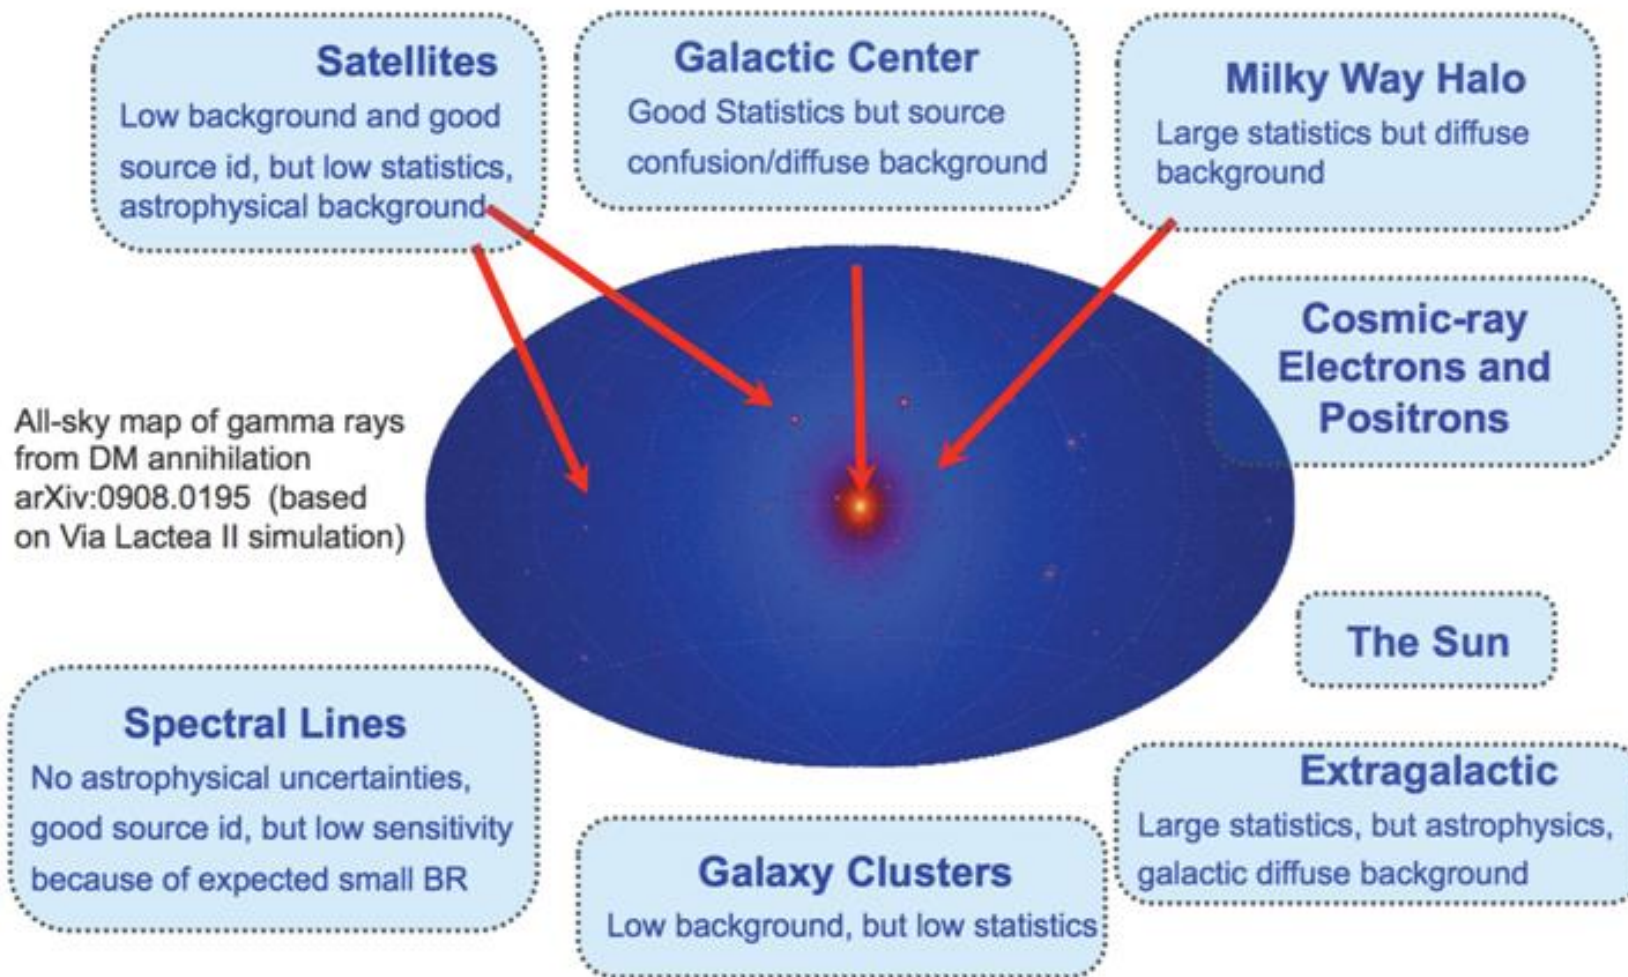 Satellites
Low background and good
source id, but low statistics,
astrophysical background
Galactic Center
Good Statistics but source
confusion/diffuse background
Milky Way Halo
Large statistics but diffuse
background
Cosmic-ray
Electrons and
Positrons
All-sky map of gamma rays
from DM annihilation
arXiv:0908.0195 (based
on Via Lactea II simulation)
The Sun
Spectral Lines
No astrophysical uncertainties,
good source id, but low sensitivity
because of expected small BR
Galaxy Clusters
Low background, but low statistics
Extragalactic
Large statistics, but astrophysics,
galactic diffuse background